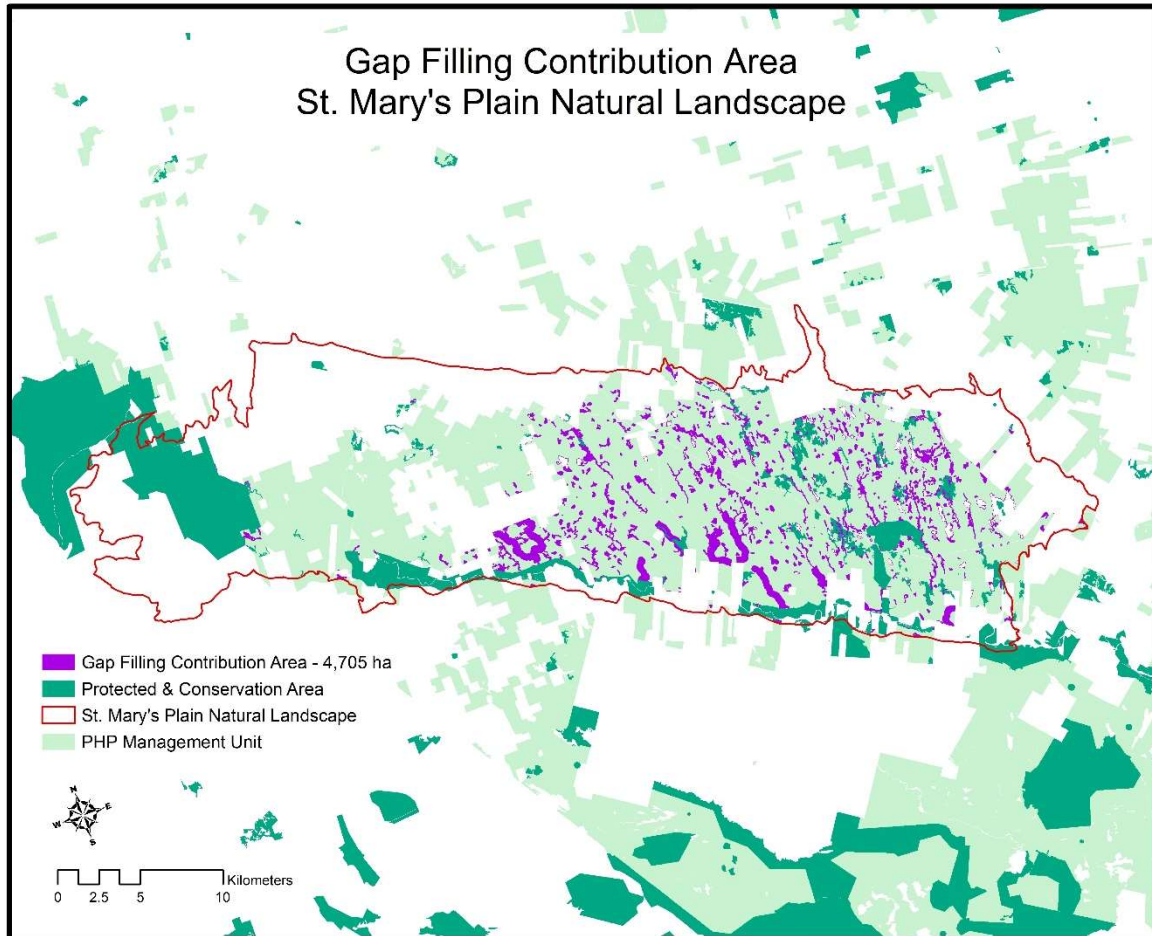 Gap Filling Contribution Area
St. Mary's Plain Natural Landscape
Gap Filling Contribution Area - 4,705 ha
Protected & Conservation Area
St. Mary's Plain Natural Landscape
PHP Management Unit
N
W E
S
Kilometers
0 2.5 5 10